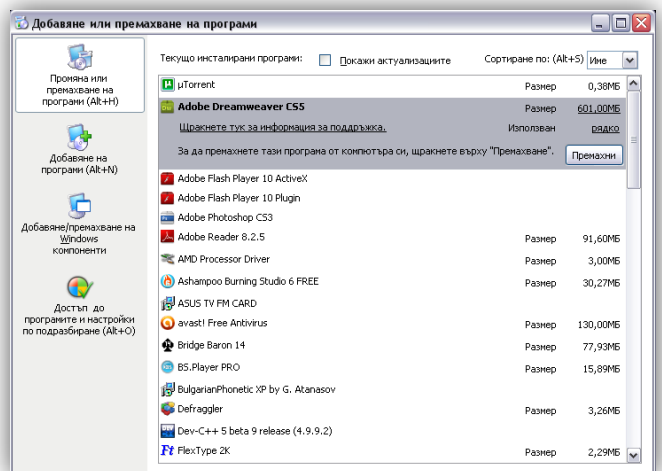 Добавяне или премахване на програми
Промяна или
премахване на
програми (Alt+H)
Добавяне на
програми (Alt+N)
Добавяне/премахване на
Windows
компоненти
Достъп до
програмите и настройки
по подразбиране (Alt+O)
Текущо инсталирани програми: Покажи актуализациите Сортиране по: (Alt+S) Име
µTorrent Размер 0,38МБ
Adobe Dreamweaver CS5 Размер 601,00МБ
Щракнете тук за информация за поддръжка. Използван рядко
За да премахнете тази програма от компютъра си, щракнете върху "Премахване". Премахни
Adobe Flash Player 10 ActiveX
Adobe Flash Player 10 Plugin
Adobe Photoshop CS3
Adobe Reader 8.2.5 Размер 91,60МБ
AMD Processor Driver Размер 3,00МБ
Ashampoo Burning Studio 6 FREE Размер 30,27МБ
ASUS TV FM CARD
avast! Free Antivirus Размер 130,00МБ
Bridge Baron 14 Размер 77,93МБ
BS.Player PRO Размер 15,89МБ
BulgarianPhonetic XP by G. Atanasov
Defraggler Размер 3,26МБ
Dev-C++ 5 beta 9 release (4.9.9.2)
FlexType 2K Размер 2,29МБ